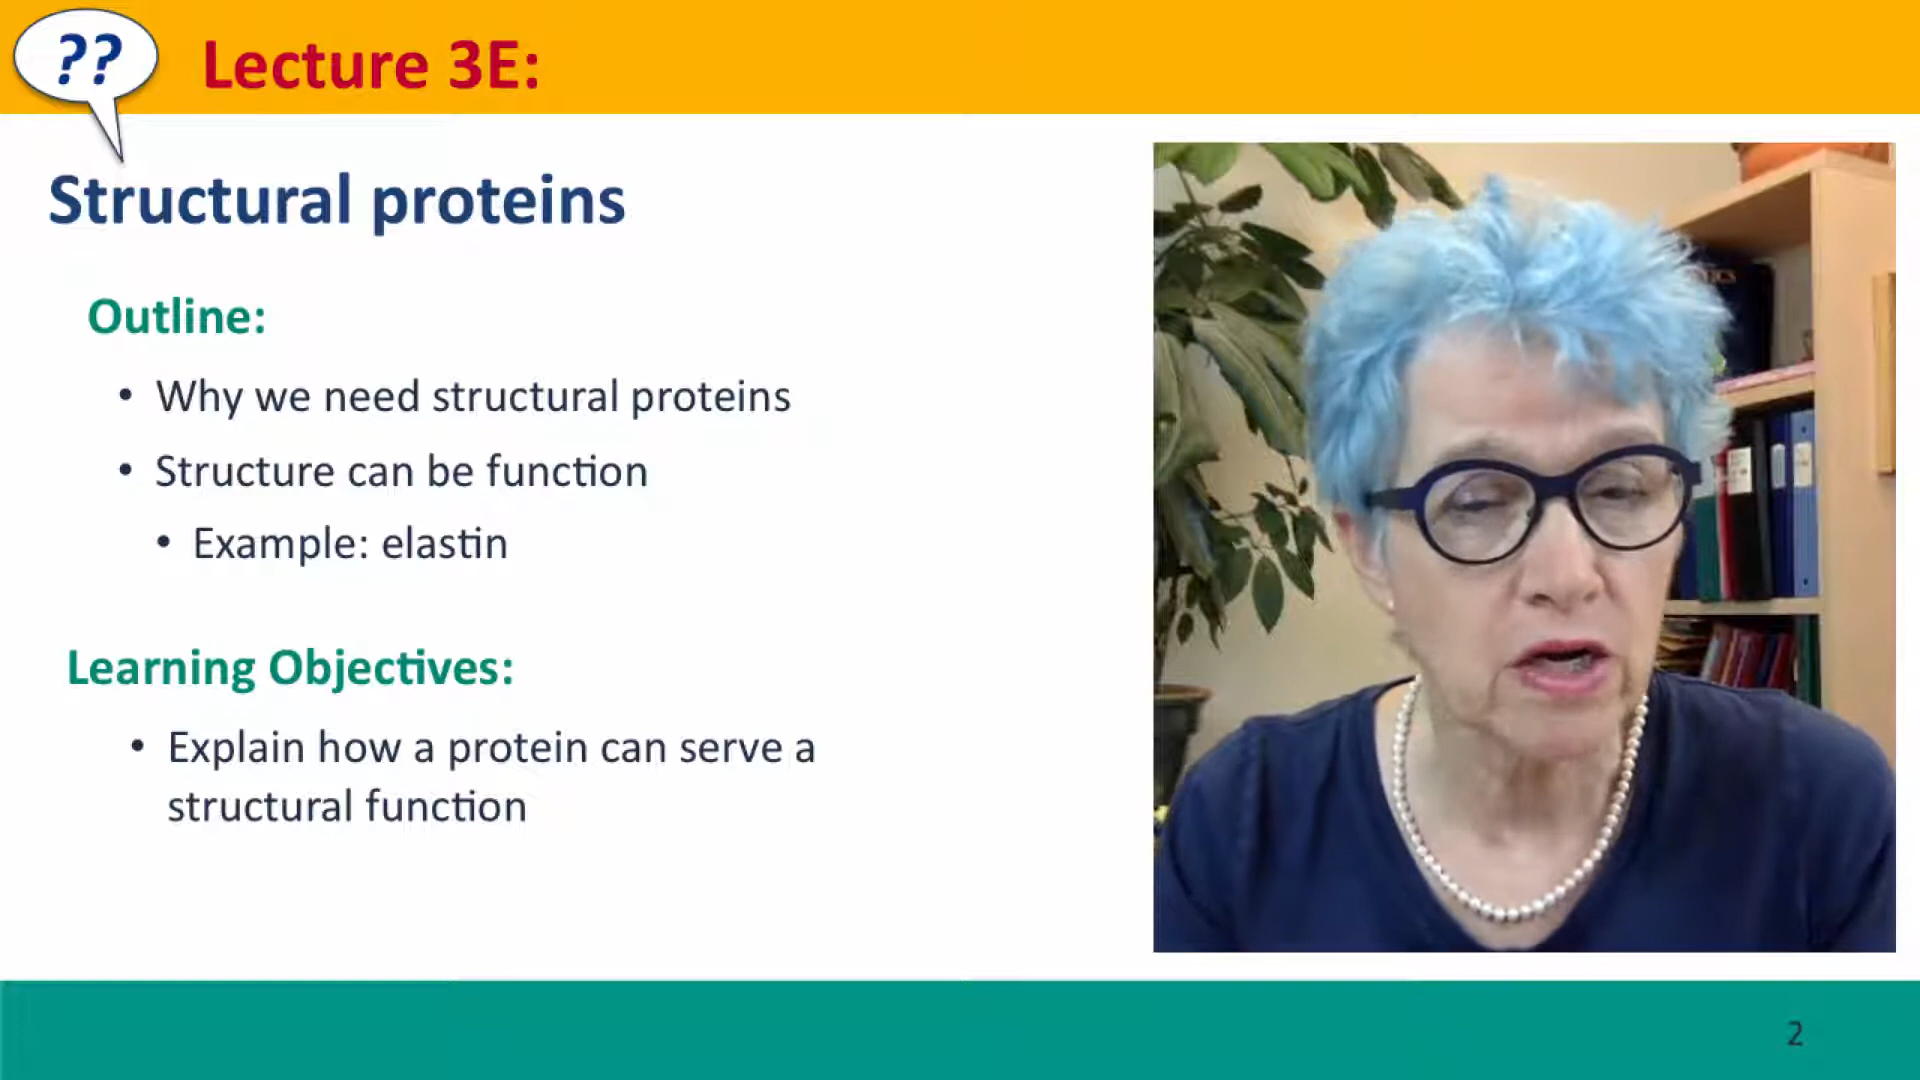 ??
Lecture 3E:
Structural proteins
Outline:
• Why we need structural proteins
• Structure can be function
• Example: elastin
Learning Objectives:
• Explain how a protein can serve a
structural function
2